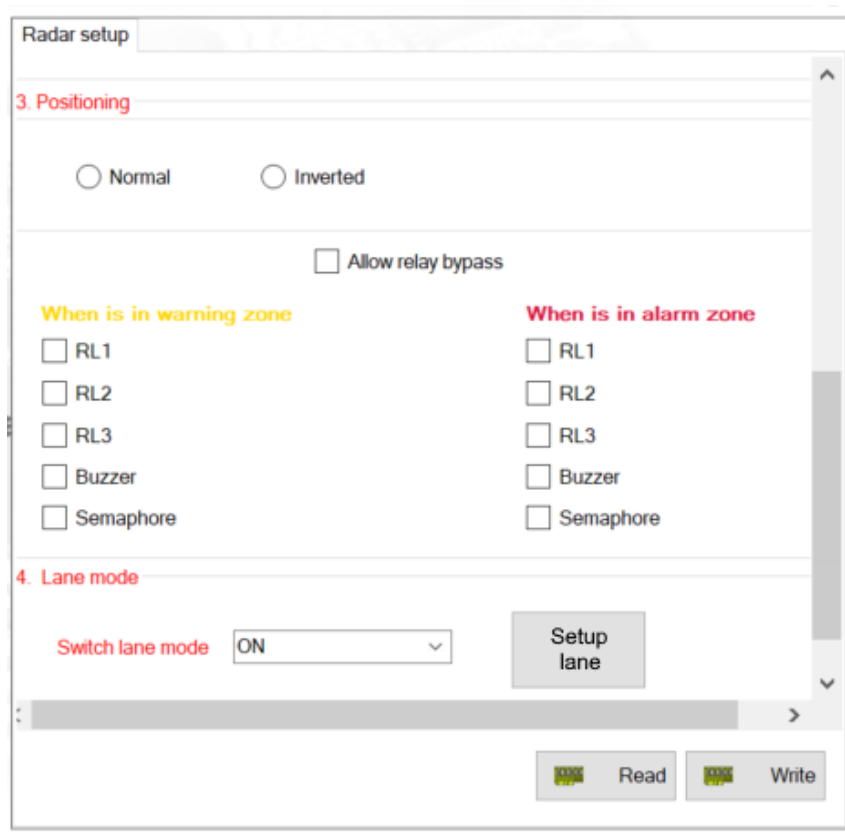 Radar setup
3. Positioning
Normal Inverted
Allow relay bypass
When is in warning zone When is in alarm zone
RL1 RL1
RL2 RL2
RL3 RL3
Buzzer Buzzer
Semaphore Semaphore
4. Lane mode
Switch lane mode ON
Setup
lane
Read Write